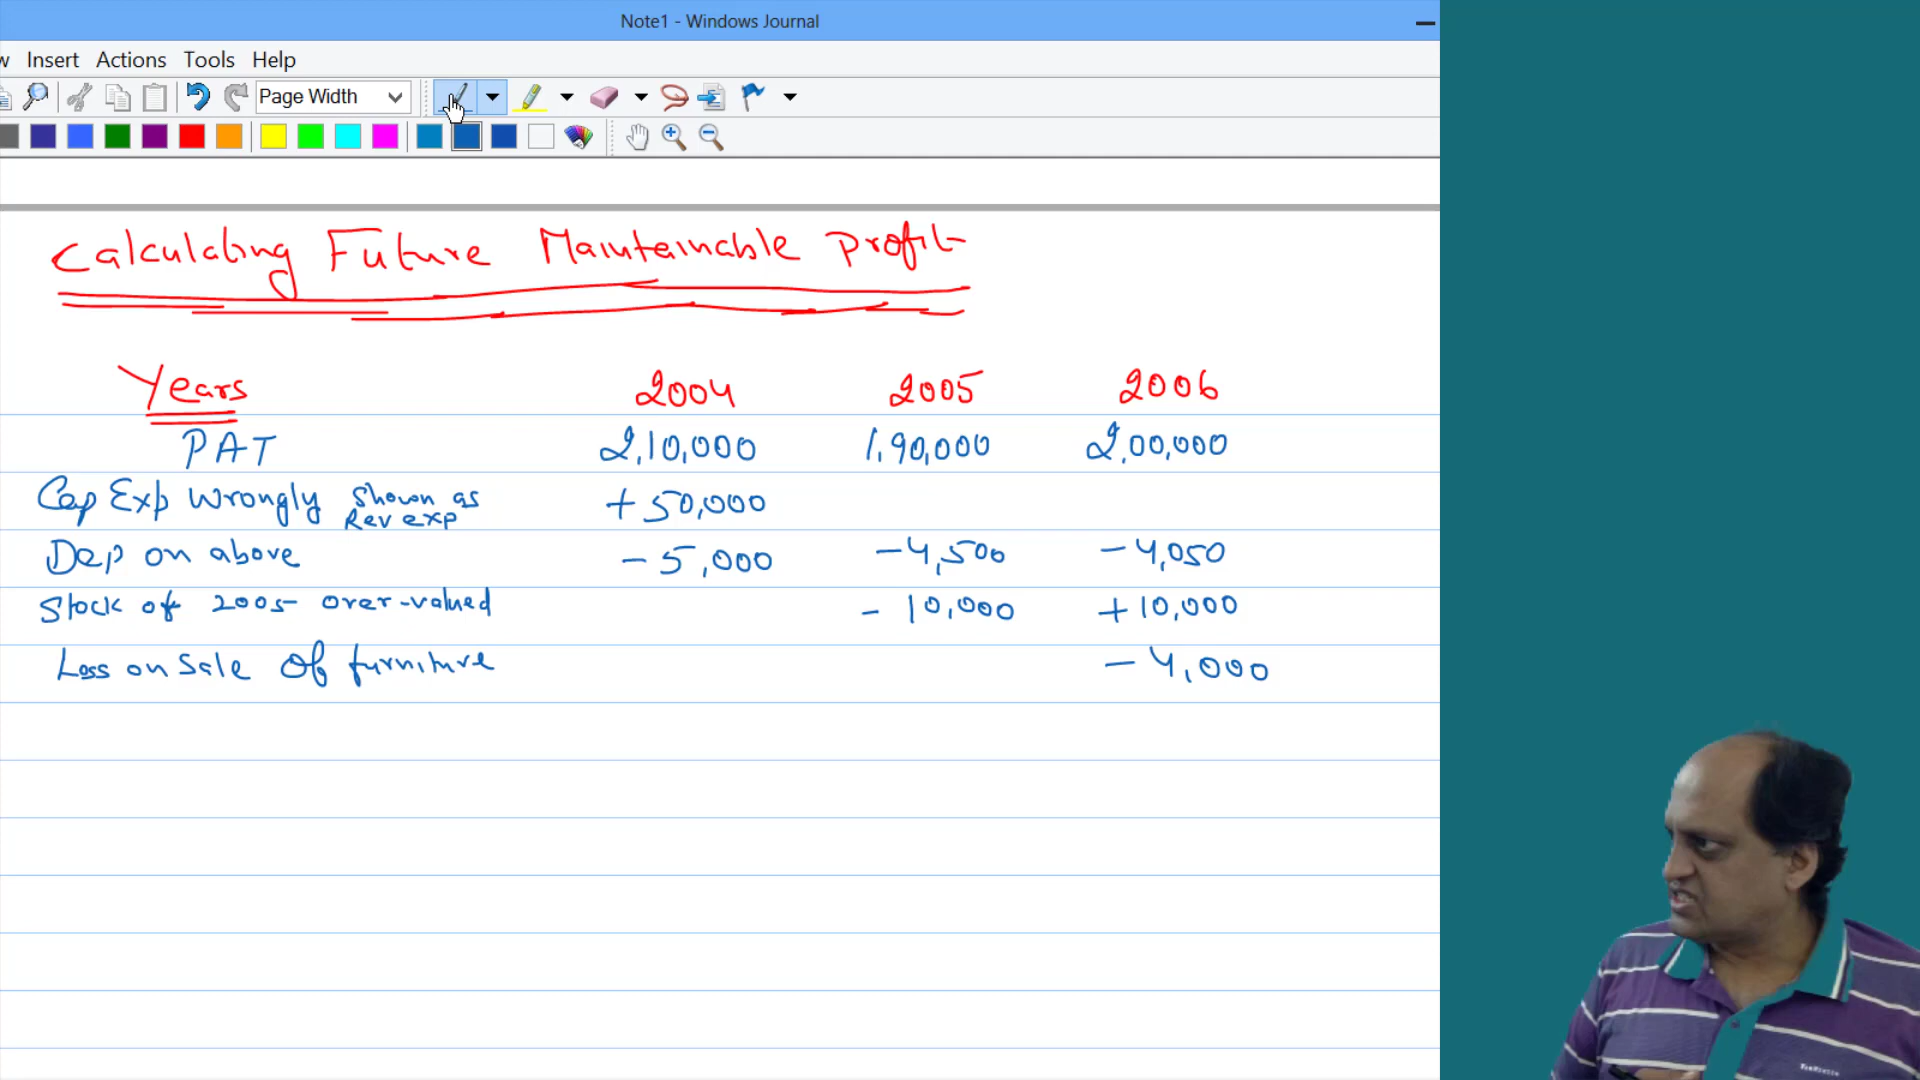 Note1 - Windows Journal
w Insert Actions Tools Help
Page Width
Calculating Future Maintainable Profit
Years 2004 2005 2006
PAT 2,10,000 1,90,000 2,00,000
Cap Exp wrongly shown as Rev exp + 50,000
Dep on above - 5,000 - 4,500 - 4,050
Stock of 2005 over-valued - 10,000 + 10,000
Loss on Sale Of furniture - 4,000